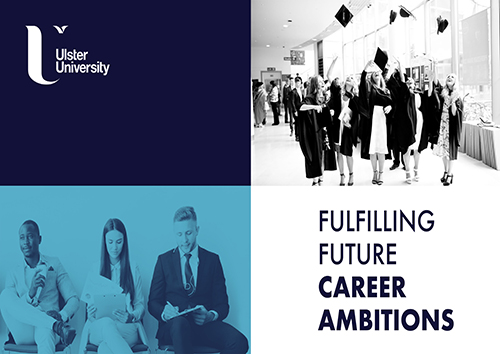 Ulster
University
FULFILLING
FUTURE
CAREER
AMBITIONS